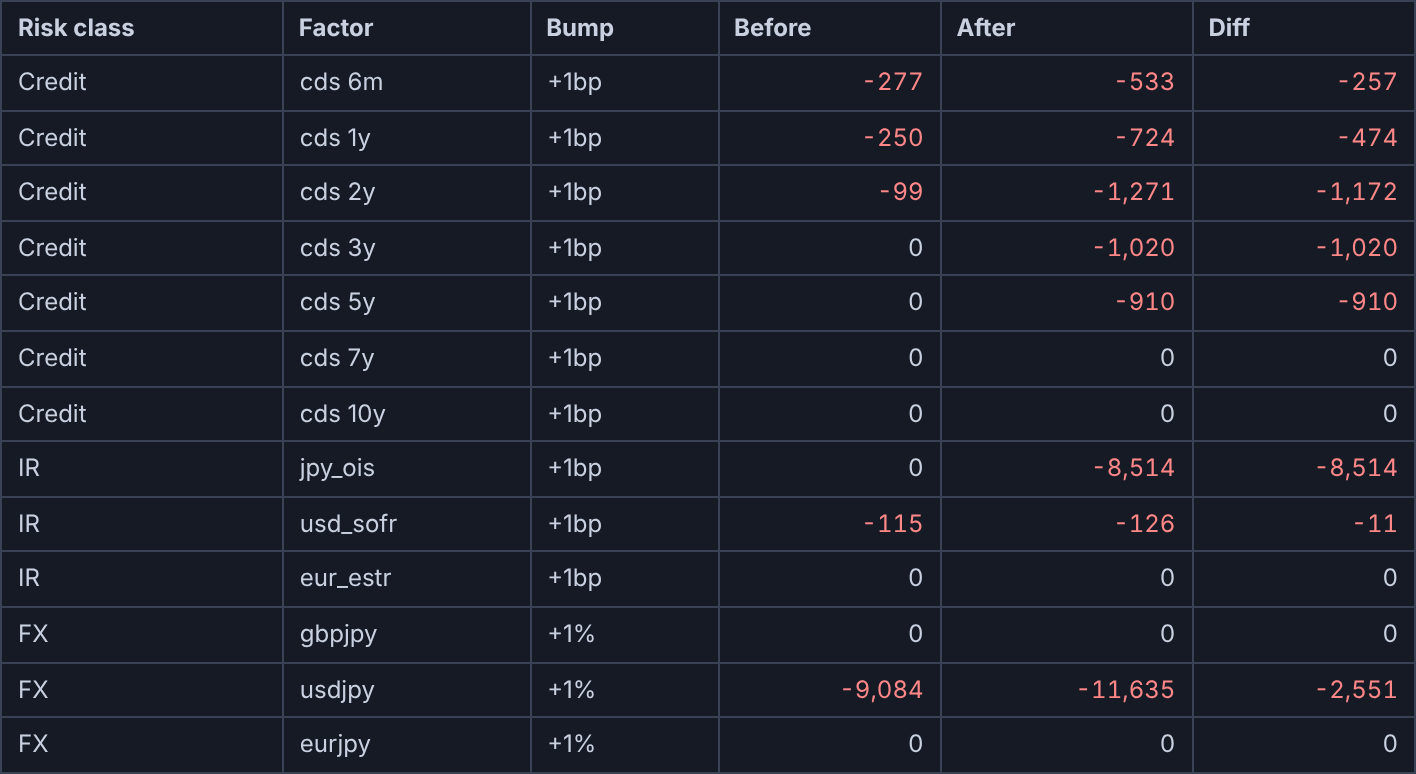 Risk class Factor Bump Before After Diff
Credit cds 6m +1bp -277 -533 -257
Credit cds 1y +1bp -250 -724 -474
Credit cds 2y +1bp -99 -1,271 -1,172
Credit cds 3y +1bp 0 -1,020 -1,020
Credit cds 5y +1bp 0 -910 -910
Credit cds 7y +1bp 0 0 0
Credit cds 10y +1bp 0 0 0
IR jpy_ois +1bp 0 -8,514 -8,514
IR usd_sofr +1bp -115 -126 -11
IR eur_estr +1bp 0 0 0
FX gbpjpy +1% 0 0 0
FX usdjpy +1% -9,084 -11,635 -2,551
FX eurjpy +1% 0 0 0